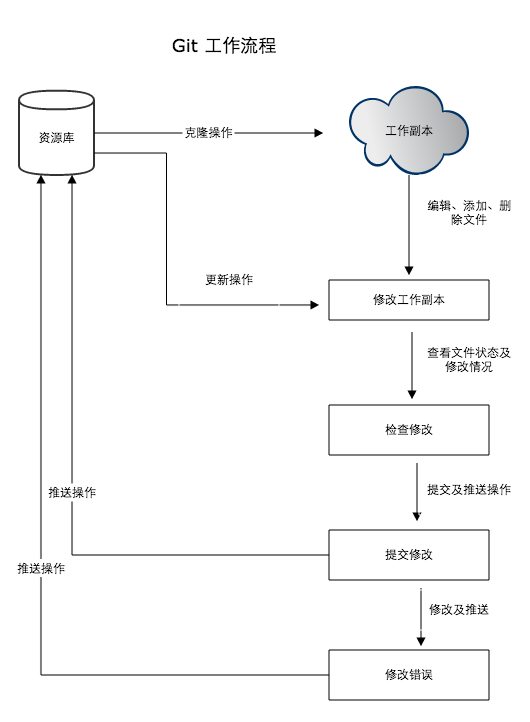 Git 工作流程
资源库
克隆操作
工作副本
编辑、添加、删
除文件
更新操作
修改工作副本
查看文件状态及
修改情况
检查修改
提交及推送操作
推送操作
提交修改
推送操作
修改及推送
修改错误